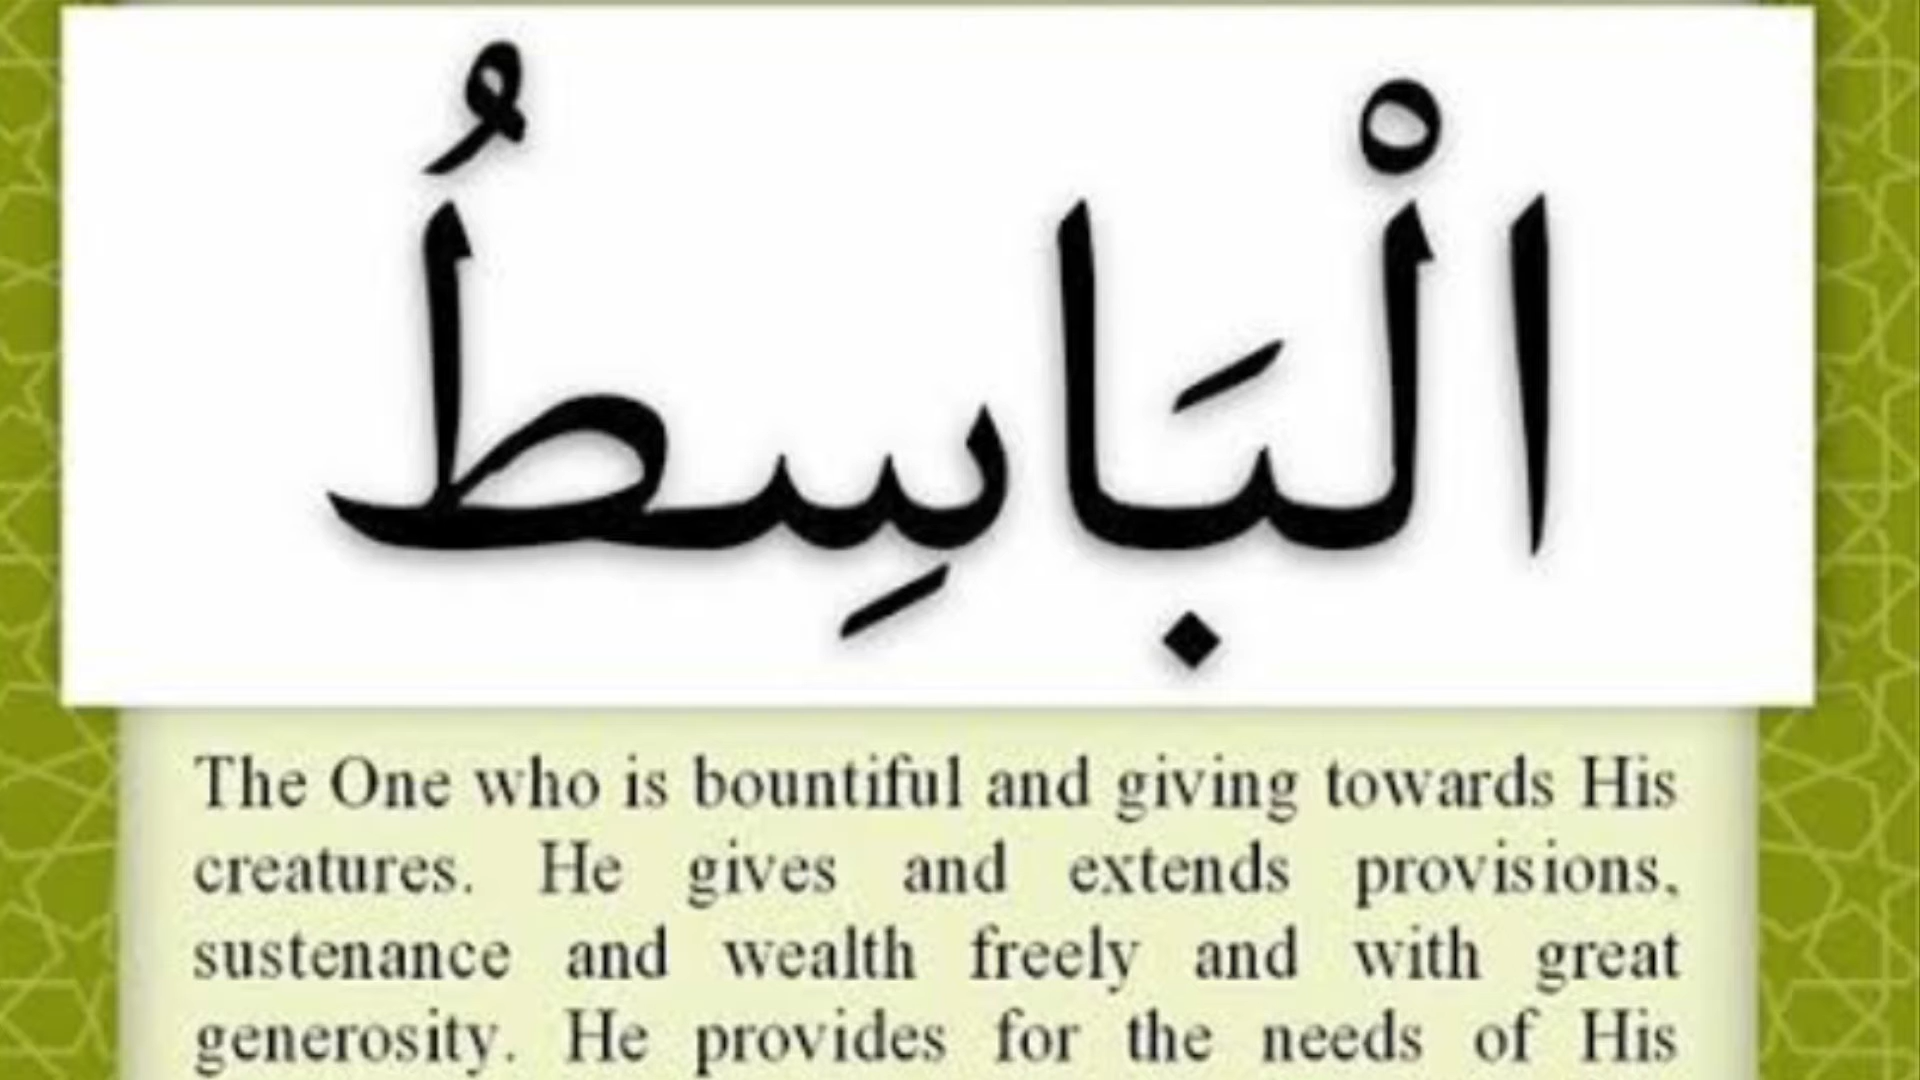 الْبَاسِطُ
The One who is bountiful and giving towards His
creatures. He gives and extends provisions,
sustenance and wealth freely and with great
generosity. He provides for the needs of His